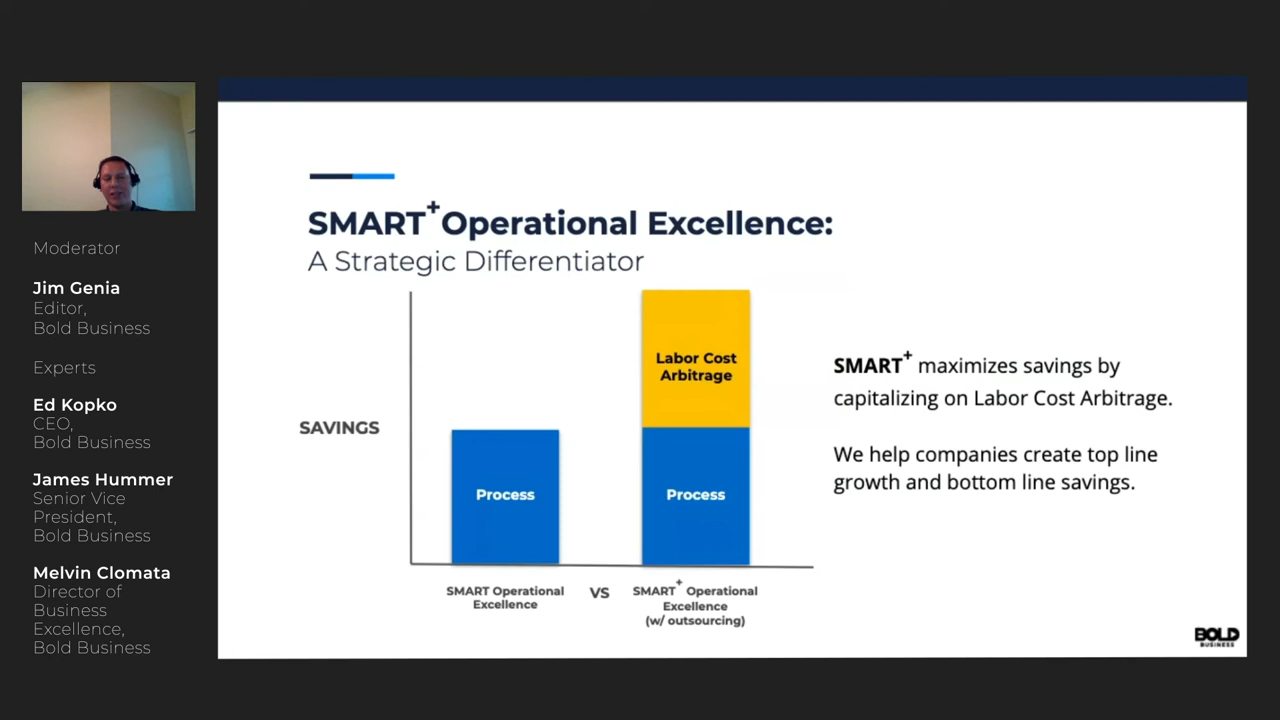 Moderator
Jim Genia
Editor,
Bold Business
Experts
Ed Kopko
CEO,
Bold Business
James Hummer
Senior Vice
President,
Bold Business
Melvin Clomata
Director of
Business
Excellence,
Bold Business
SMART+ Operational Excellence:
A Strategic Differentiator
SAVINGS
Process
Labor Cost
Arbitrage
Process
SMART Operational
Excellence
VS
SMART+ Operational
Excellence
(w/ outsourcing)
SMART+ maximizes savings by
capitalizing on Labor Cost Arbitrage.
We help companies create top line
growth and bottom line savings.
BOLD
BUSINESS